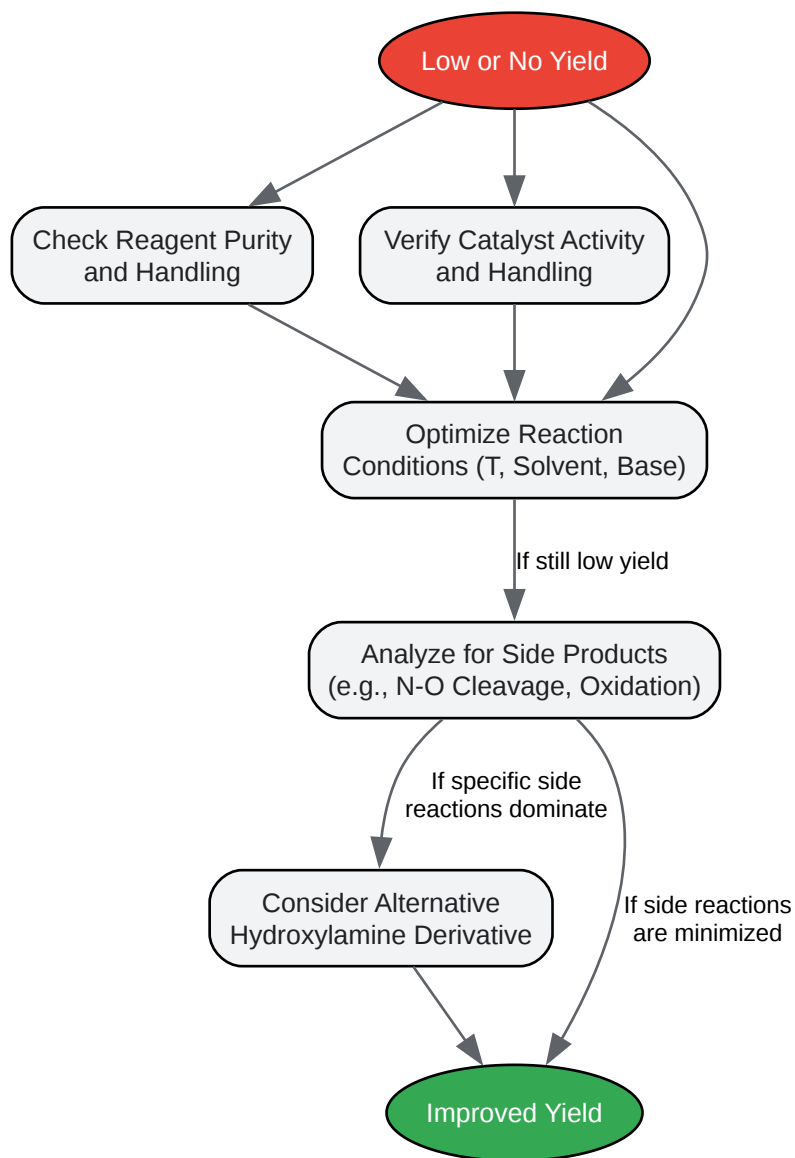 Low or No Yield
Check Reagent Purity
and Handling
Verify Catalyst Activity
and Handling
Optimize Reaction
Conditions (T, Solvent, Base)
If still low yield
Analyze for Side Products
(e.g., N-O Cleavage, Oxidation)
If specific side
reactions dominate
Consider Alternative
Hydroxylamine Derivative
If side reactions
are minimized
Improved Yield